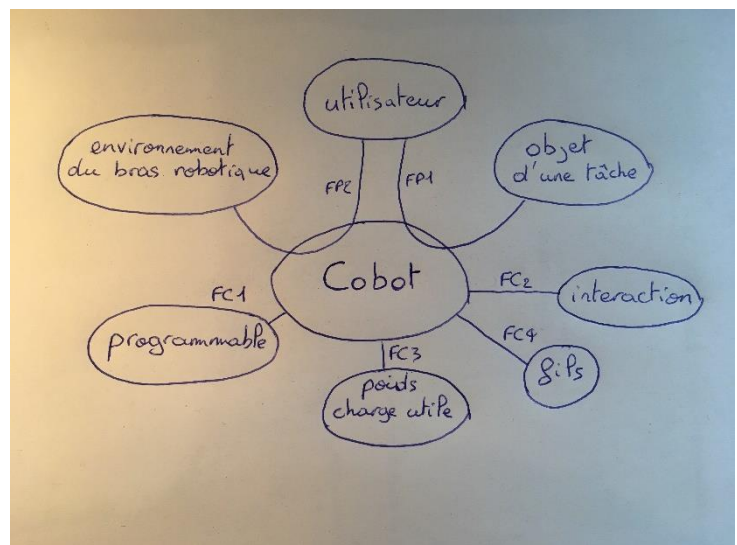 utilisateur
environnement
du bras robotique
objet
d'une tâche
FP2
FP1
Cobot
FC1
FC2
interaction
programmable
FC4
fils
FC3
poids
charge utile